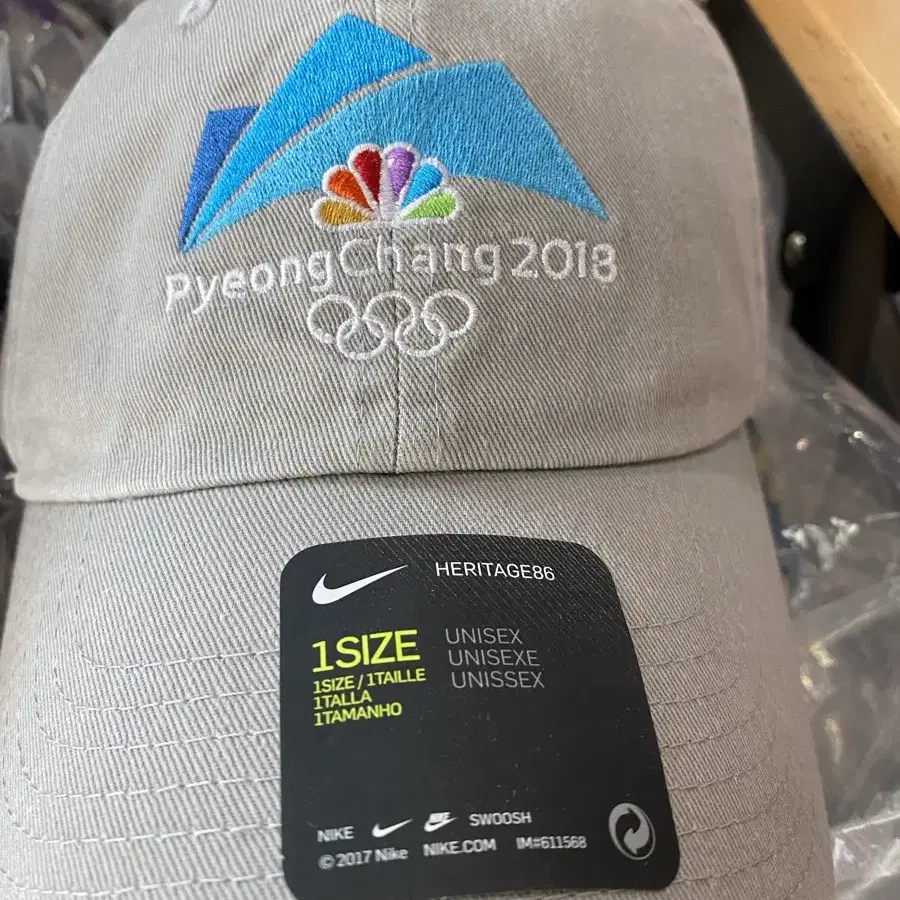 PyeongChang 2018
HERITAGE86
1SIZE
1SIZE / 1TAILLE
1TALLA
1TAMANHO
UNISEX
UNISEXE
UNISSEX
NIKE SWOOSH
© 2017 Nike NIKE.COM IM#611568